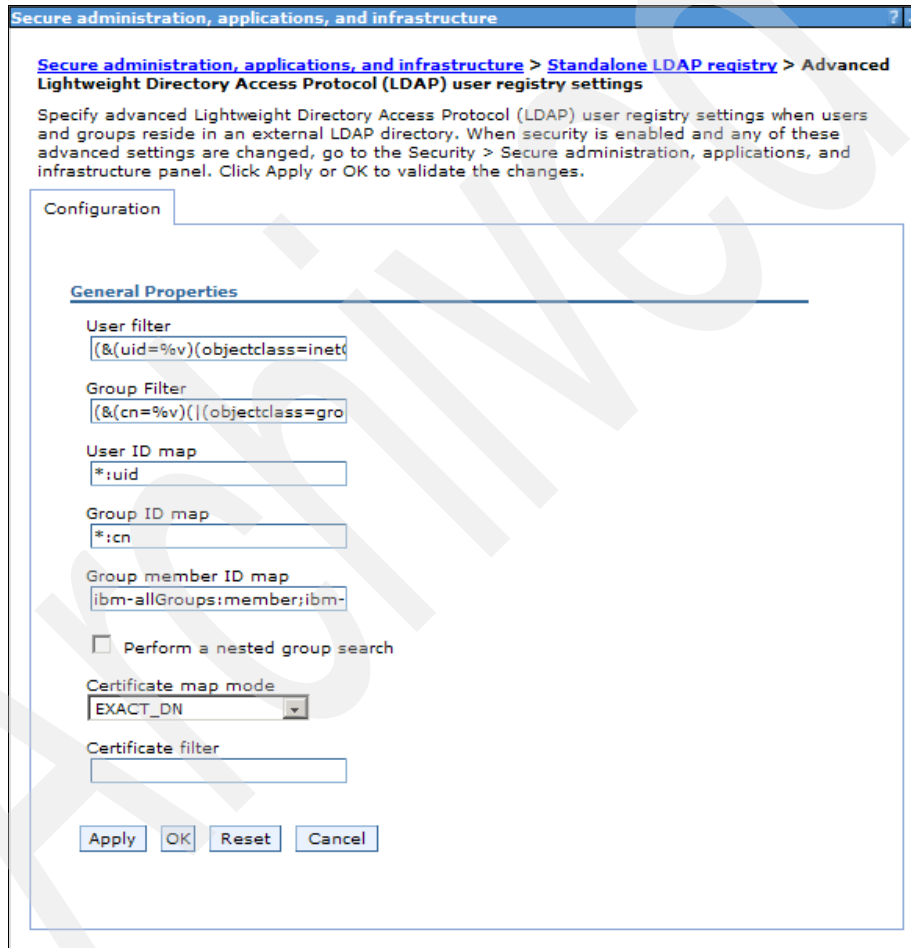 Secure administration, applications, and infrastructure ?
Secure administration, applications, and infrastructure > Standalone LDAP registry > Advanced
Lightweight Directory Access Protocol (LDAP) user registry settings
Specify advanced Lightweight Directory Access Protocol (LDAP) user registry settings when users
and groups reside in an external LDAP directory. When security is enabled and any of these
advanced settings are changed, go to the Security > Secure administration, applications, and
infrastructure panel. Click Apply or OK to validate the changes.
Configuration
General Properties
User filter
(&(uid=%v)(objectclass=inet
Group Filter
(&(cn=%v)(|(objectclass=gro
User ID map
*:uid
Group ID map
*:cn
Group member ID map
ibm-allGroups:member;ibm-
Perform a nested group search
Certificate map mode
EXACT_DN
Certificate filter
Apply OK Reset Cancel
Archived